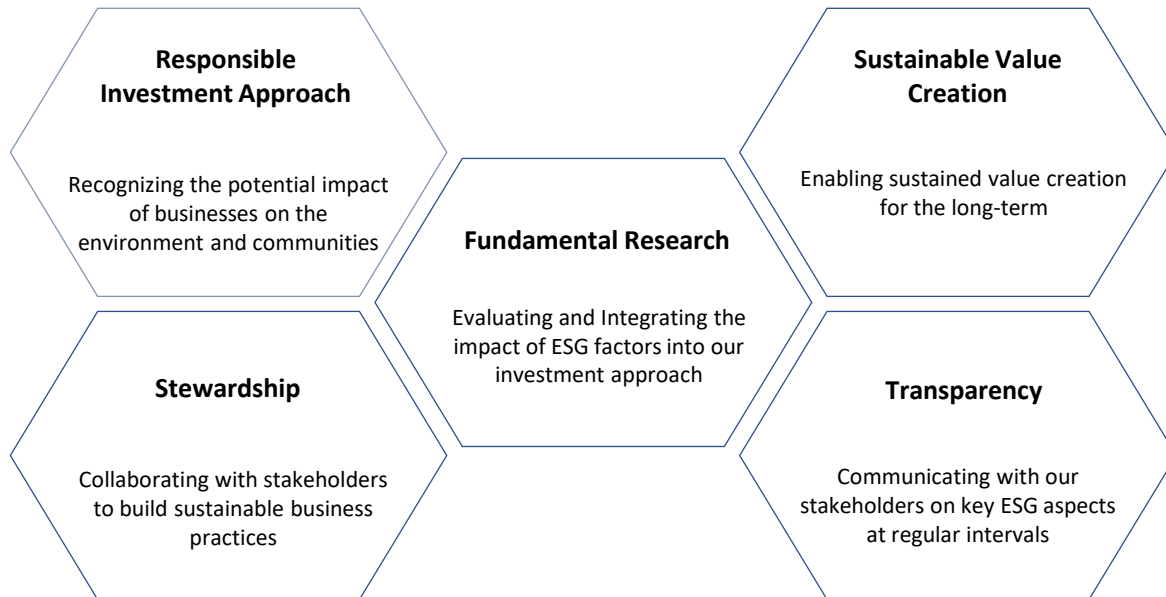 Responsible
Investment Approach
Recognizing the potential impact
of businesses on the
environment and communities
Sustainable Value
Creation
Enabling sustained value creation
for the long-term
Fundamental Research
Evaluating and Integrating the
impact of ESG factors into our
investment approach
Stewardship
Collaborating with stakeholders
to build sustainable business
practices
Transparency
Communicating with our
stakeholders on key ESG aspects
at regular intervals